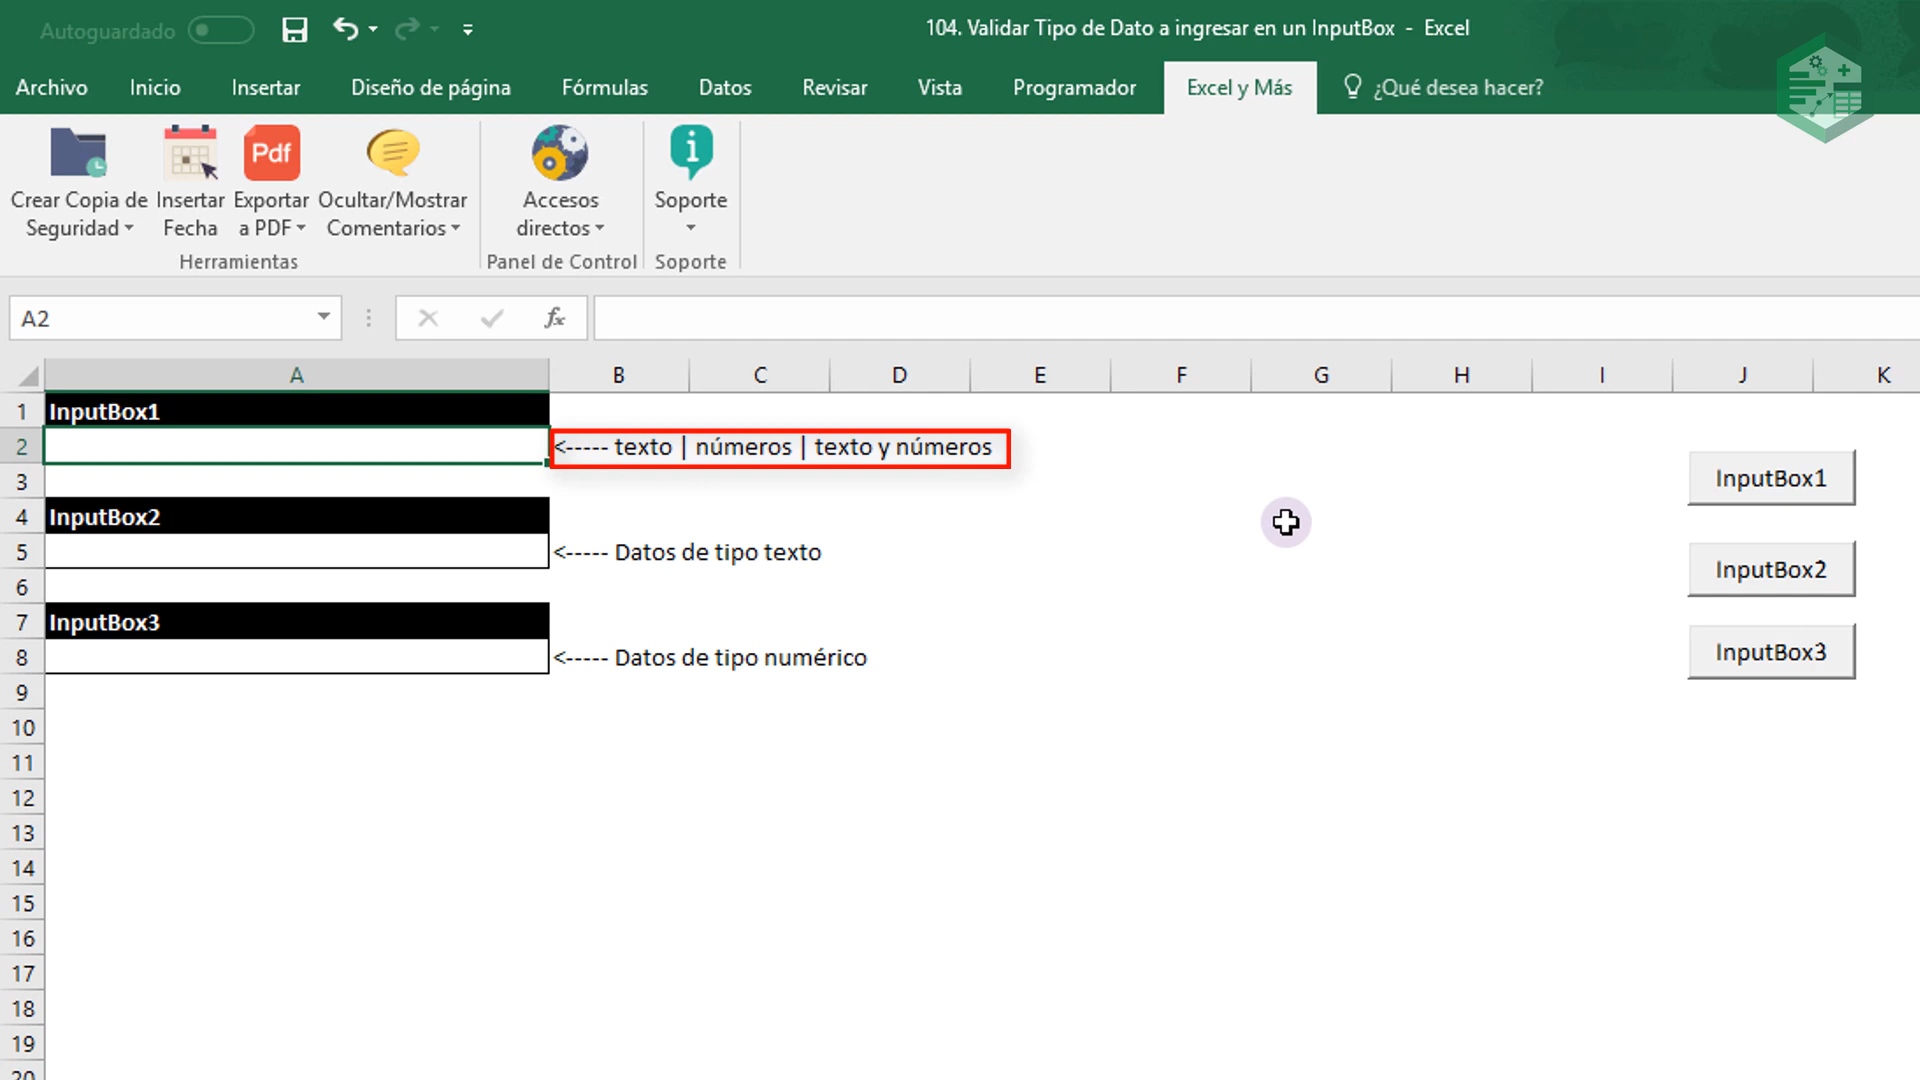 Autoguardado
104. Validar Tipo de Dato a ingresar en un InputBox - Excel
Archivo Inicio Insertar Diseño de página Fórmulas Datos Revisar Vista Programador Excel y Más ¿Qué desea hacer?
Pdf
Crear Copia de Seguridad
Insertar Fecha
Exportar a PDF
Ocultar/Mostrar Comentarios
Accesos directos
Soporte
Herramientas Panel de Control Soporte
A2 fx
A B C D E F G H I J K
1 InputBox1
2 <----- texto | números | texto y números
3
InputBox1
4 InputBox2
5 <----- Datos de tipo texto
InputBox2
6
7 InputBox3
8 <----- Datos de tipo numérico
InputBox3
9
10
11
12
13
14
15
16
17
18
19
20